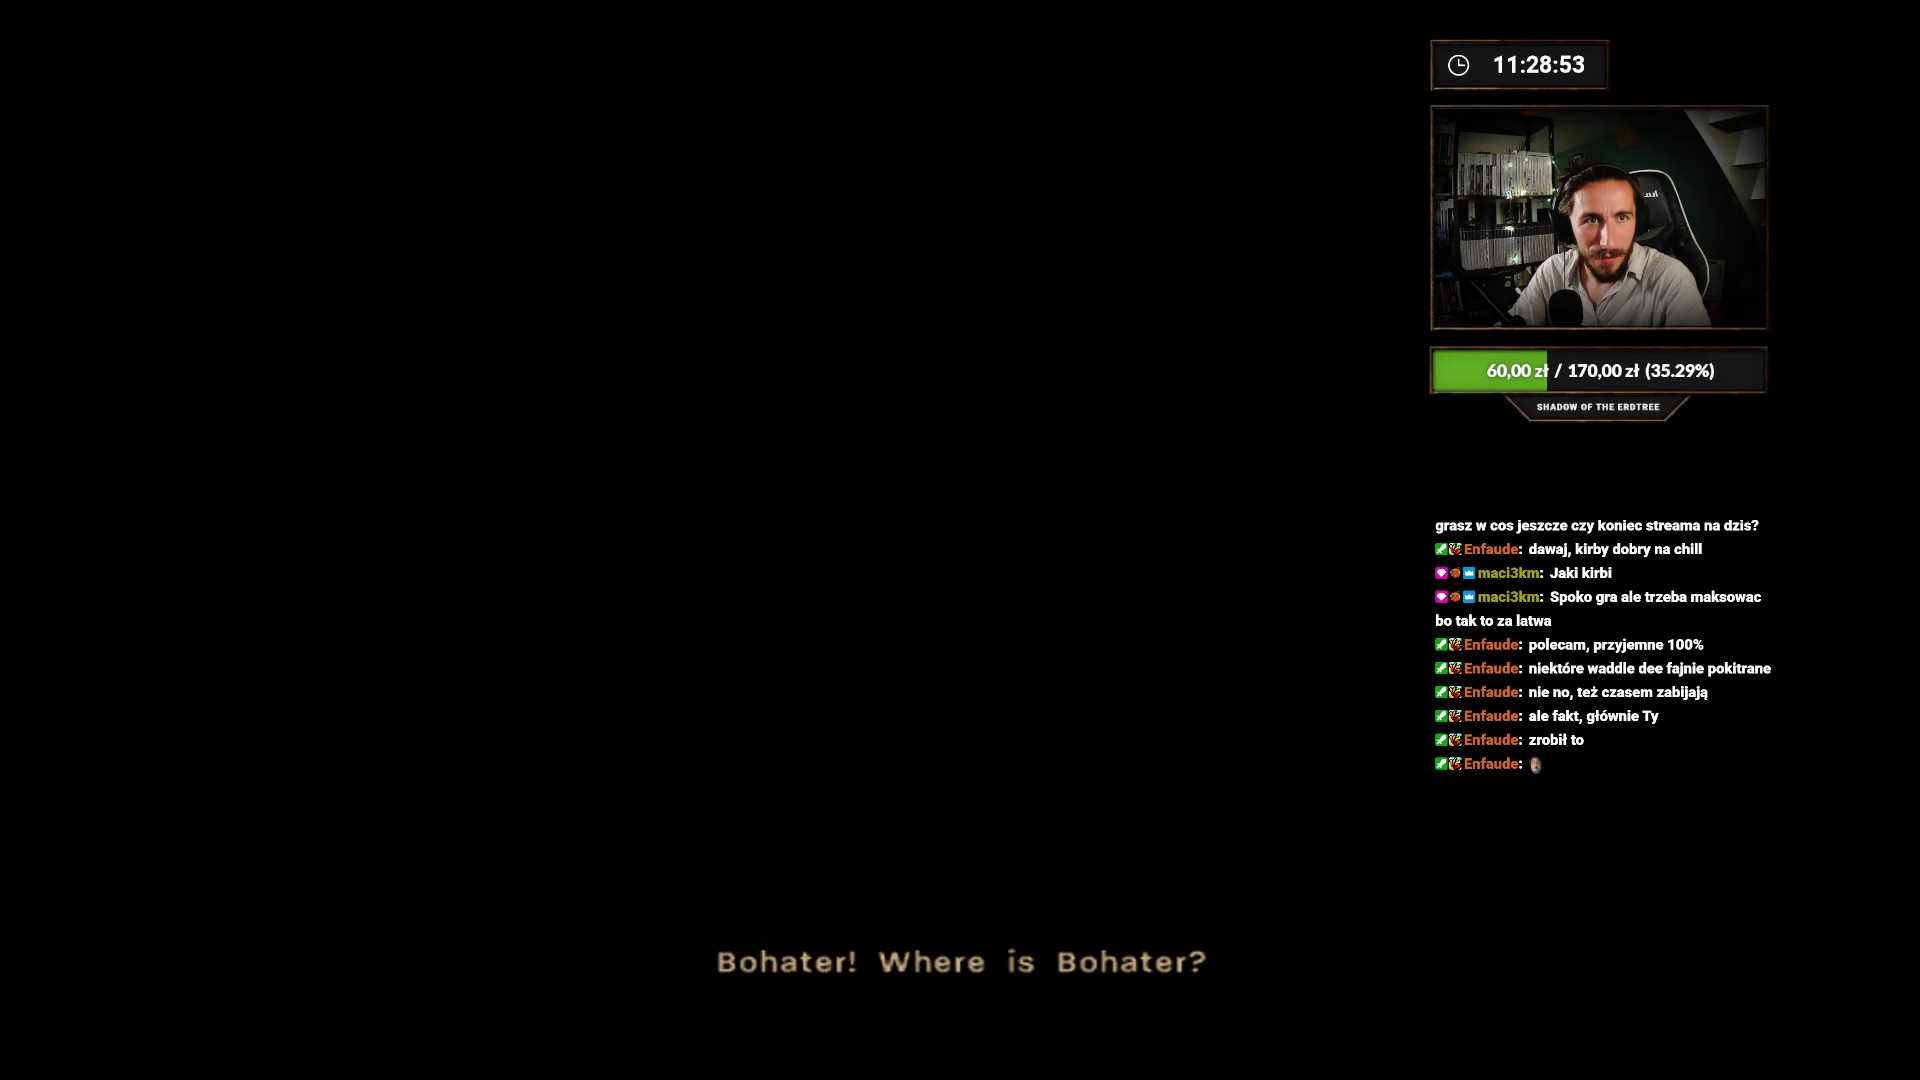 11:28:53
60,00 zł / 170,00 zł (35.29%)
SHADOW OF THE ERDTREE
grasz w cos jeszcze czy koniec streama na dzis?
Enfaude: dawaj, kirby dobry na chill
maci3km: Jaki kirbi
maci3km: Spoko gra ale trzeba maksowac
bo tak to za latwa
Enfaude: polecam, przyjemne 100%
Enfaude: niektóre waddle dee fajnie pokitrane
Enfaude: nie no, też czasem zabijają
Enfaude: ale fakt, głównie Ty
Enfaude: zrobił to
Enfaude:
Bohater! Where is Bohater?